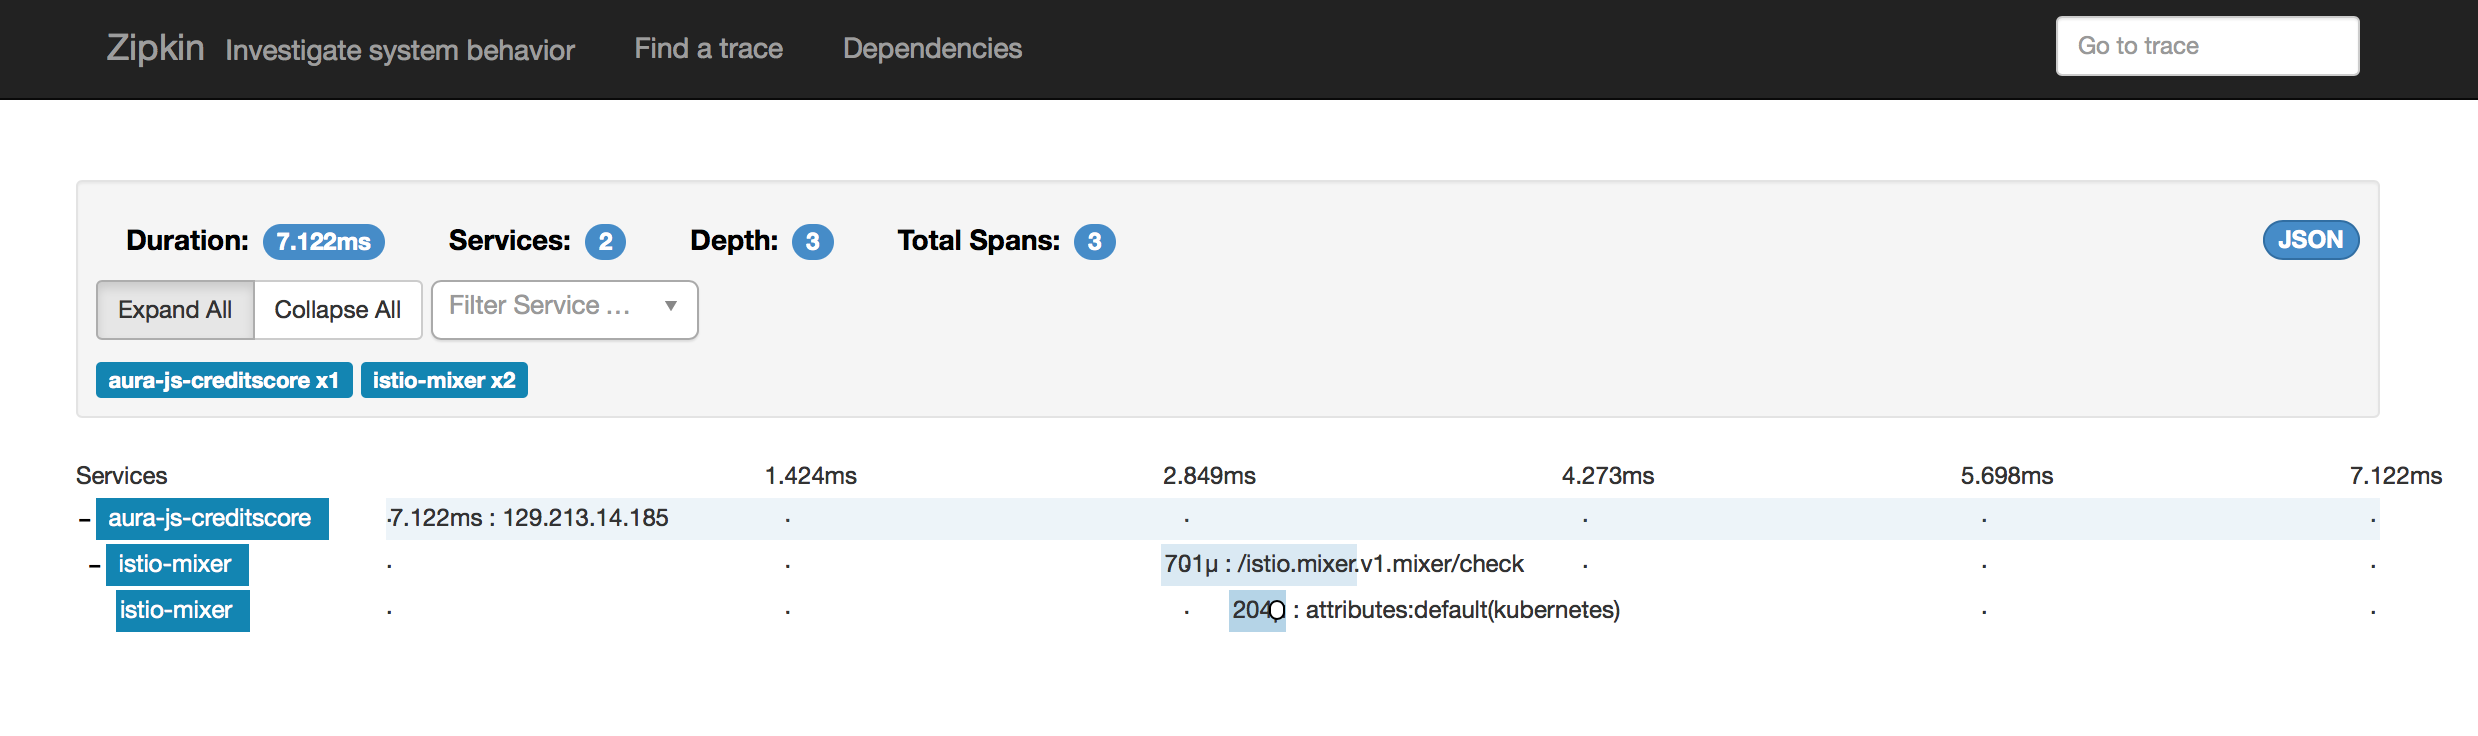 Zipkin Investigate system behavior Find a trace Dependencies Go to trace
Duration: 7.122ms Services: 2 Depth: 3 Total Spans: 3 JSON
Expand All Collapse All Filter Service ...
aura-js-creditscore x1 istio-mixer x2
Services 1.424ms 2.849ms 4.273ms 5.698ms 7.122ms
− aura-js-creditscore 7.122ms : 129.213.14.185
− istio-mixer 701μ : /istio.mixer.v1.mixer/check
istio-mixer 204μ : attributes:default(kubernetes)